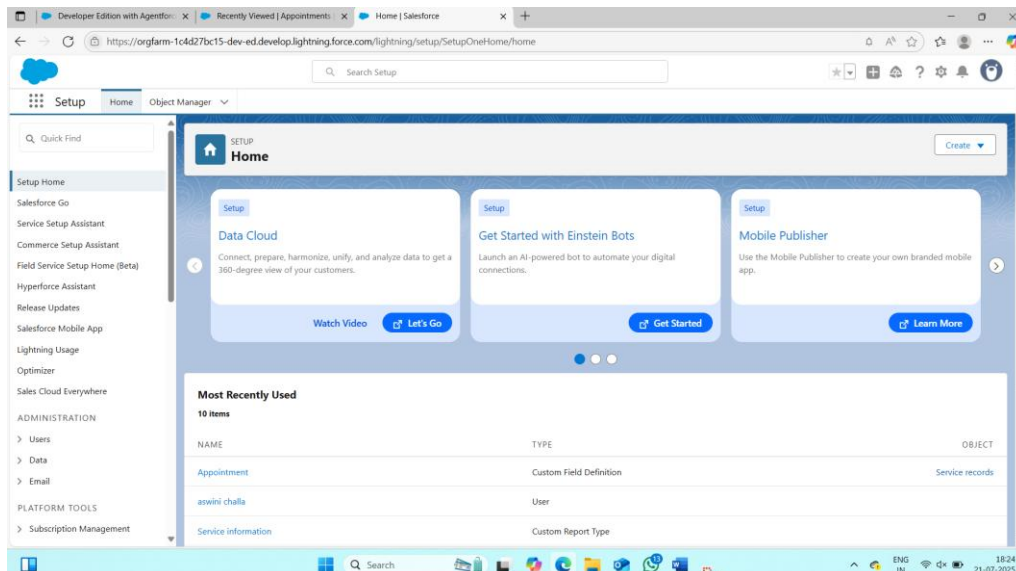 Developer Edition with Agentforc
Recently Viewed | Appointments |
Home | Salesforce
https://orgfarm-1c4d27bc15-dev-ed.develop.lightning.force.com/lightning/setup/SetupOneHome/home
Search Setup
Setup Home Object Manager
Quick Find
Setup Home
Salesforce Go
Service Setup Assistant
Commerce Setup Assistant
Field Service Setup Home (Beta)
Hyperforce Assistant
Release Updates
Salesforce Mobile App
Lightning Usage
Optimizer
Sales Cloud Everywhere
ADMINISTRATION
Users
Data
Email
PLATFORM TOOLS
Subscription Management
SETUP
Home
Create
Setup
Data Cloud
Connect, prepare, harmonize, unify, and analyze data to get a
360-degree view of your customers.
Watch Video Let's Go
Setup
Get Started with Einstein Bots
Launch an AI-powered bot to automate your digital
connections.
Get Started
Setup
Mobile Publisher
Use the Mobile Publisher to create your own branded mobile
app.
Learn More
Most Recently Used
10 items
NAME TYPE OBJECT
Appointment Custom Field Definition Service records
aswini challa User
Service information Custom Report Type
Search
ENG
IN
18:24
21-07-2025